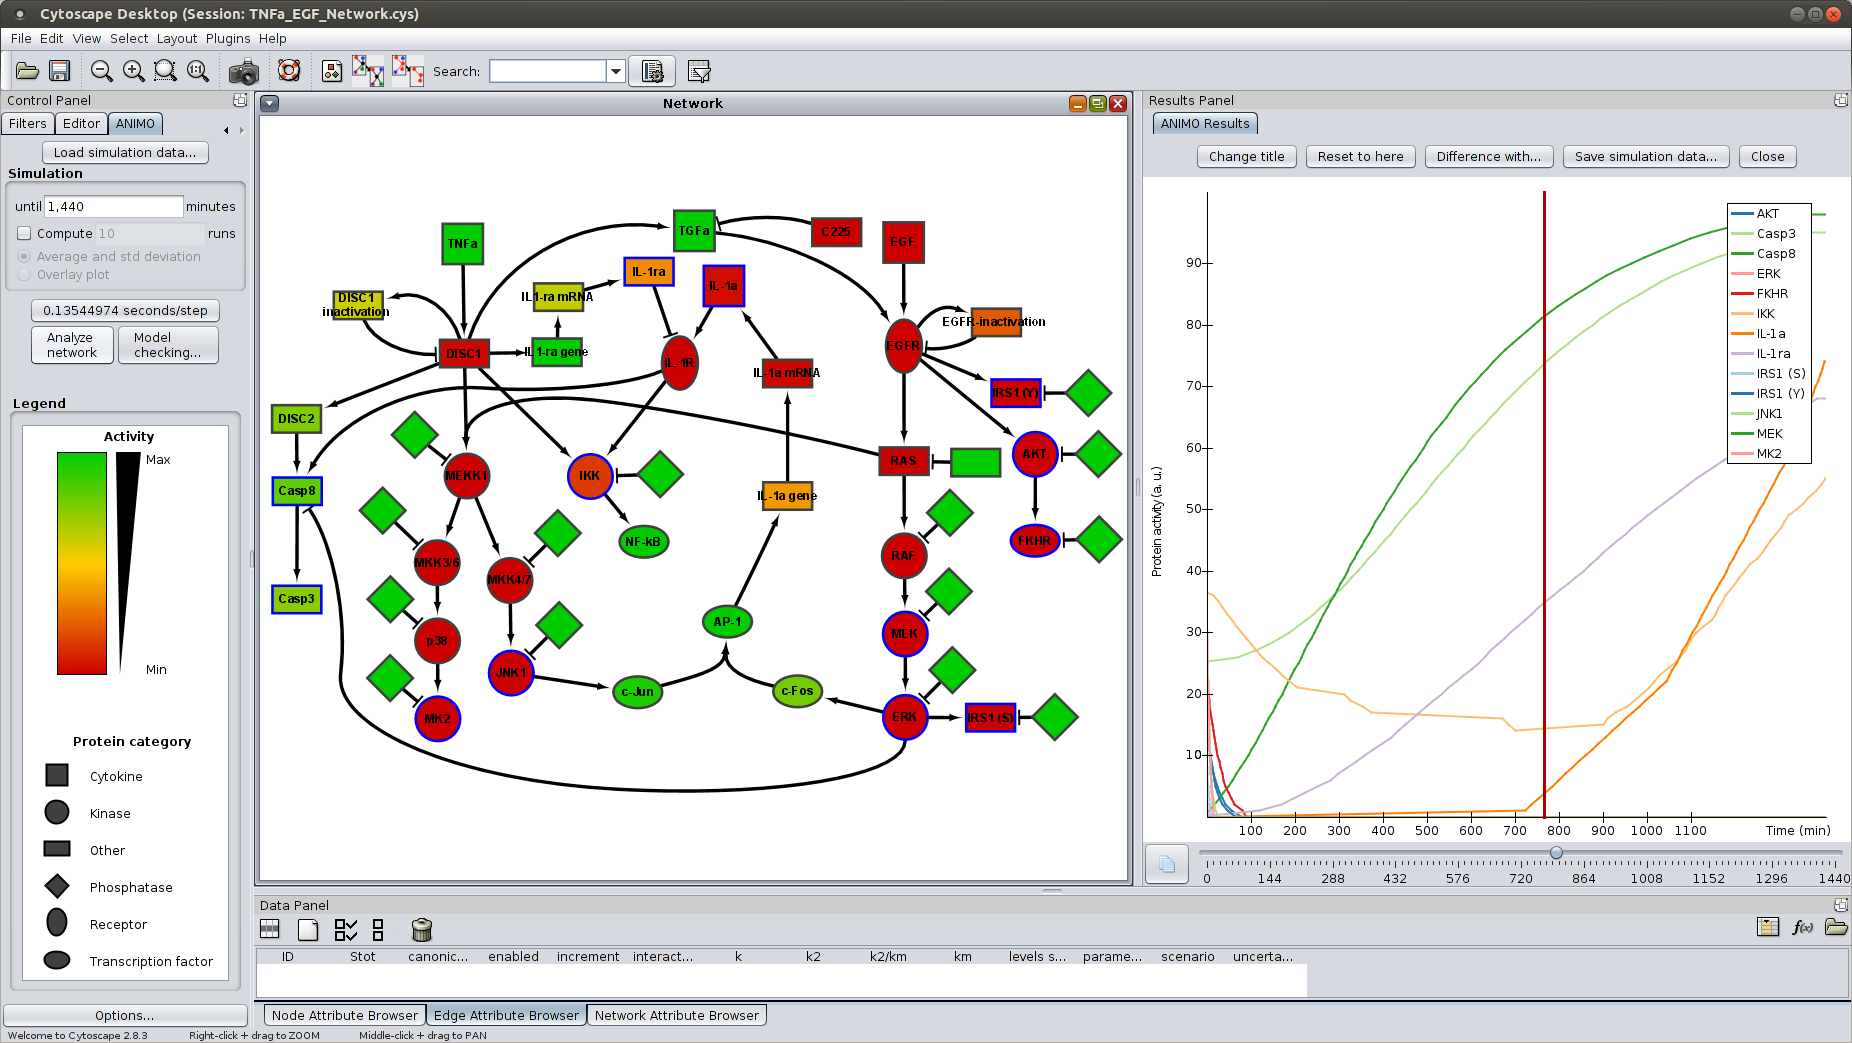 Cytoscape Desktop (Session: TNFa_EGF_Network.cys)
File Edit View Select Layout Plugins Help
Search:
Control Panel
Filters Editor ANIMO
Load simulation data...
Simulation
until 1,440 minutes
Compute 10 runs
Average and std deviation
Overlay plot
0.13544974 seconds/step
Analyze network
Model checking...
Legend
Activity
Max
Min
Protein category
Cytokine
Kinase
Other
Phosphatase
Receptor
Transcription factor
Options...
Network
TNFa
TGFa
C225
EGF
IL-1ra
IL-1a
DISC1 inactivation
IL1-ra mRNA
EGFR-inactivation
DISC1
IL1-ra gene
IL-1R
EGFR
IL-1a mRNA
IRS1 (Y)
DISC2
MEKK1
IKK
RAS
AKT
Casp8
IL-1a gene
NF-kB
FKHR
MKK3/6
MKK4/7
RAF
Casp3
AP-1
MEK
p38
JNK1
c-Jun
c-Fos
MK2
ERK
IRS1 (S)
Results Panel
ANIMO Results
Change title Reset to here Difference with... Save simulation data... Close
AKT
Casp3
Casp8
ERK
FKHR
IKK
IL-1a
IL-1ra
IRS1 (S)
IRS1 (Y)
JNK1
MEK
MK2
Protein activity (a. u.)
90
80
70
60
50
40
30
20
10
100 200 300 400 500 600 700 800 900 1000 1100 Time (min)
0 144 288 432 576 720 864 1008 1152 1296 1440
Data Panel
f(x)
ID Stot canonic... enabled increment interact... k k2 k2/km km levels s... parame... scenario uncerta...
Node Attribute Browser Edge Attribute Browser Network Attribute Browser
Welcome to Cytoscape 2.8.3 Right-click + drag to ZOOM Middle-click + drag to PAN